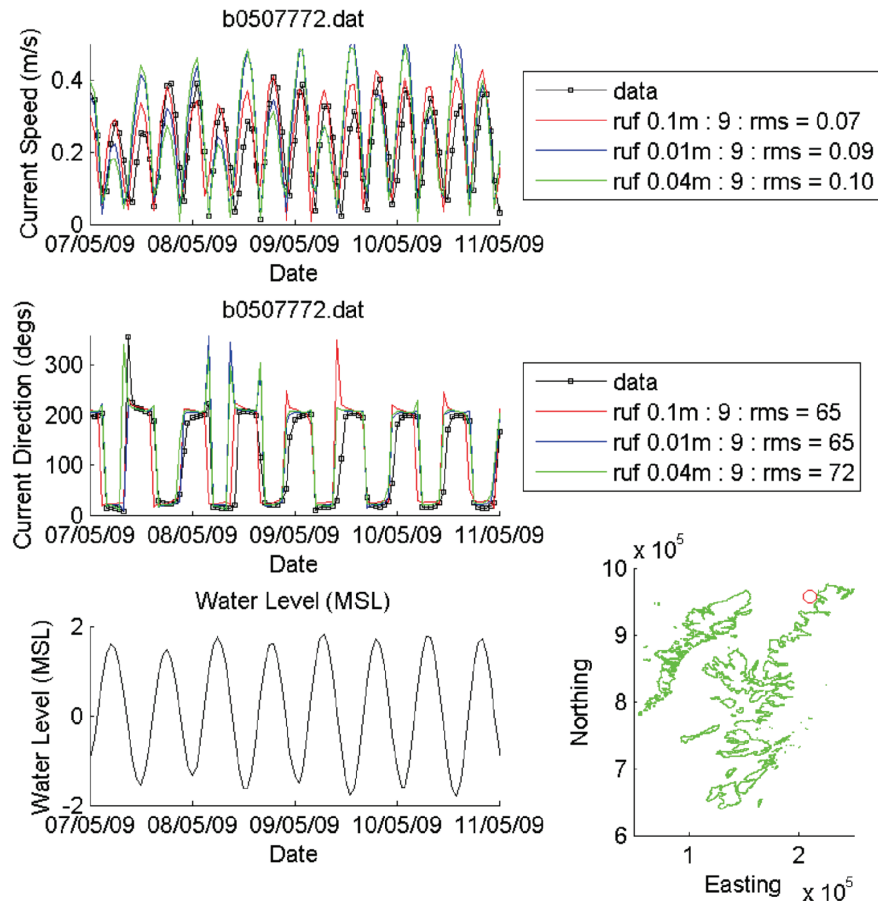 b0507772.dat
Current Speed (m/s)
0.4
0.2
0
07/05/09 08/05/09 09/05/09 10/05/09 11/05/09
Date
data
ruf 0.1m : 9 : rms = 0.07
ruf 0.01m : 9 : rms = 0.09
ruf 0.04m : 9 : rms = 0.10
b0507772.dat
Current Direction (degs)
300
200
100
0
07/05/09 08/05/09 09/05/09 10/05/09 11/05/09
Date
data
ruf 0.1m : 9 : rms = 65
ruf 0.01m : 9 : rms = 65
ruf 0.04m : 9 : rms = 72
Water Level (MSL)
Water Level (MSL)
2
0
-2
07/05/09 08/05/09 09/05/09 10/05/09 11/05/09
Date
x 10^5
Northing
10
9
8
7
6
1 2
Easting
x 10^5